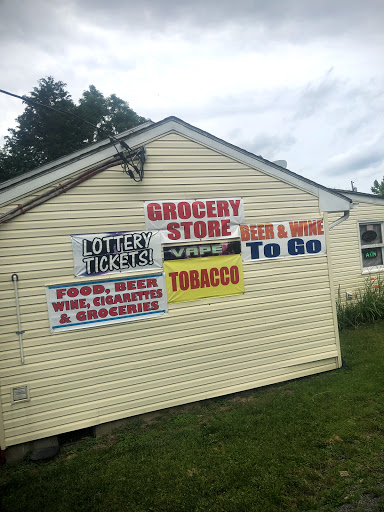 GROCERY
STORE
BEER & WINE
To Go
LOTTERY
TICKETS!
VAPE
TOBACCO
FOOD, BEER
WINE, CIGARETTES
& GROCERIES